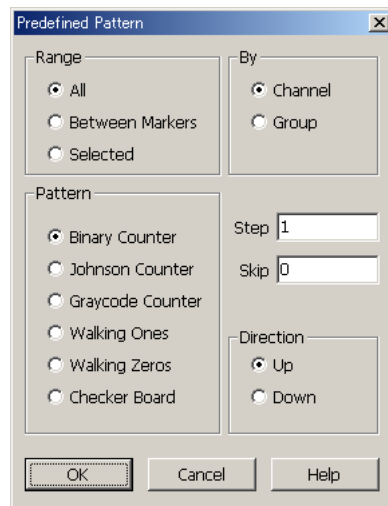 Predefined Pattern
Range
All
Between Markers
Selected
By
Channel
Group
Pattern
Binary Counter
Johnson Counter
Graycode Counter
Walking Ones
Walking Zeros
Checker Board
Step 1
Skip 0
Direction
Up
Down
OK Cancel Help